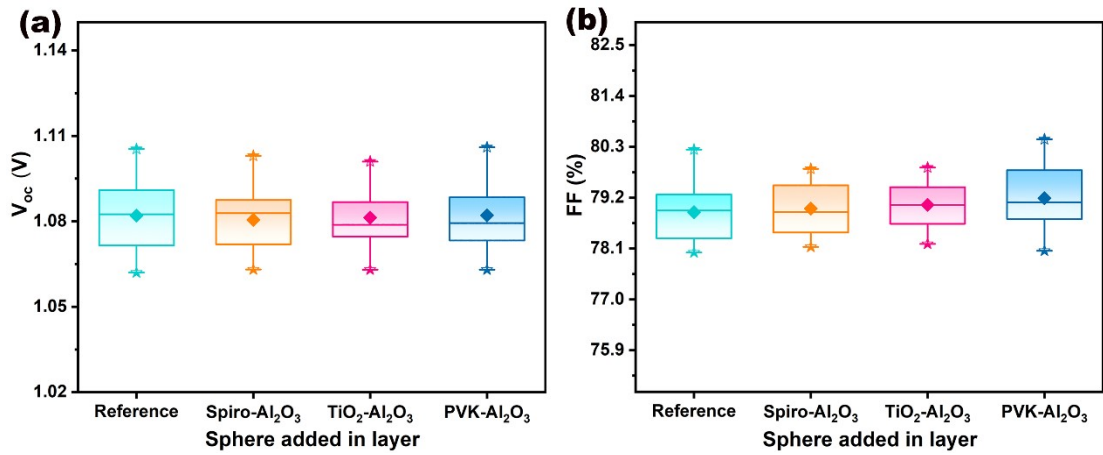 (a)
V_oc (V)
1.14
1.11
1.08
1.05
1.02
Reference Spiro-Al₂O₃ TiO₂-Al₂O₃ PVK-Al₂O₃
Sphere added in layer
(b)
FF (%)
82.5
81.4
80.3
79.2
78.1
77.0
75.9
Reference Spiro-Al₂O₃ TiO₂-Al₂O₃ PVK-Al₂O₃
Sphere added in layer